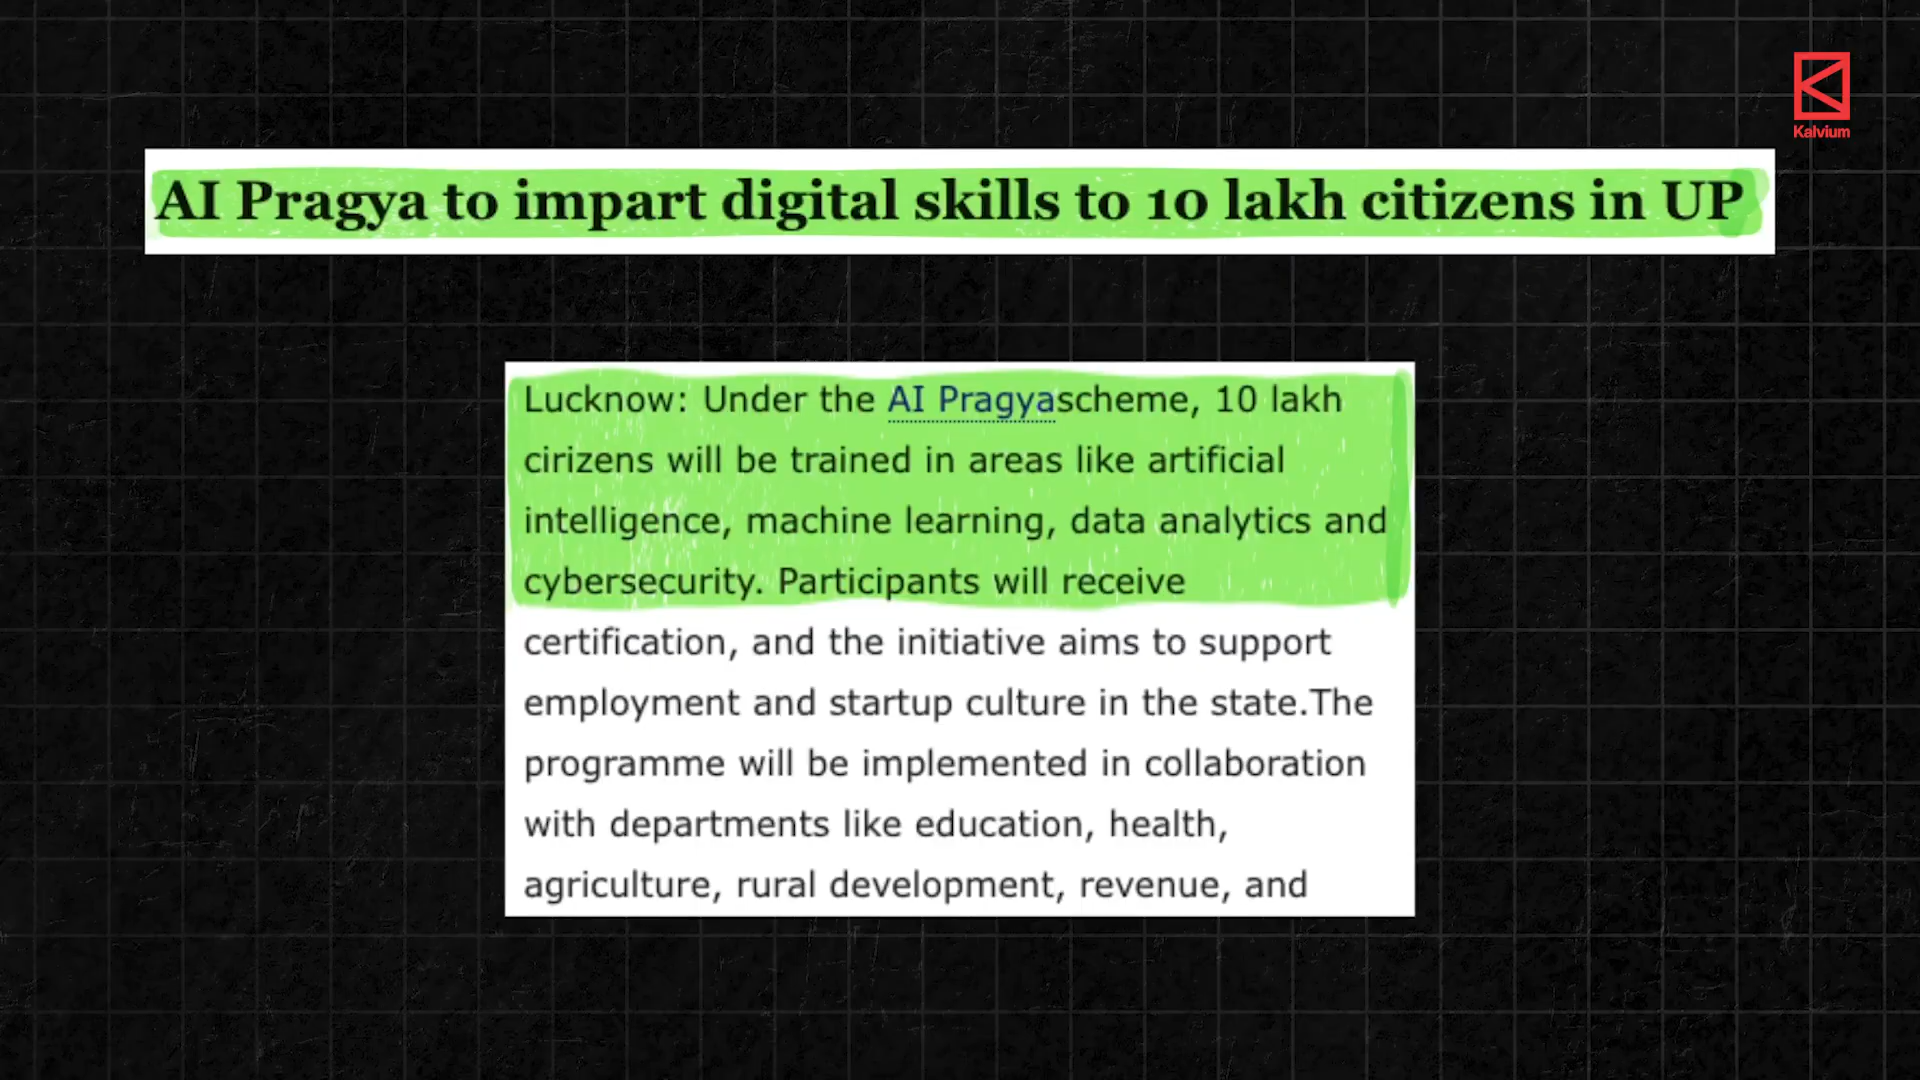 Kalvium
AI Pragya to impart digital skills to 10 lakh citizens in UP
Lucknow: Under the AI Pragyascheme, 10 lakh
cirizens will be trained in areas like artificial
intelligence, machine learning, data analytics and
cybersecurity. Participants will receive
certification, and the initiative aims to support
employment and startup culture in the state.The
programme will be implemented in collaboration
with departments like education, health,
agriculture, rural development, revenue, and